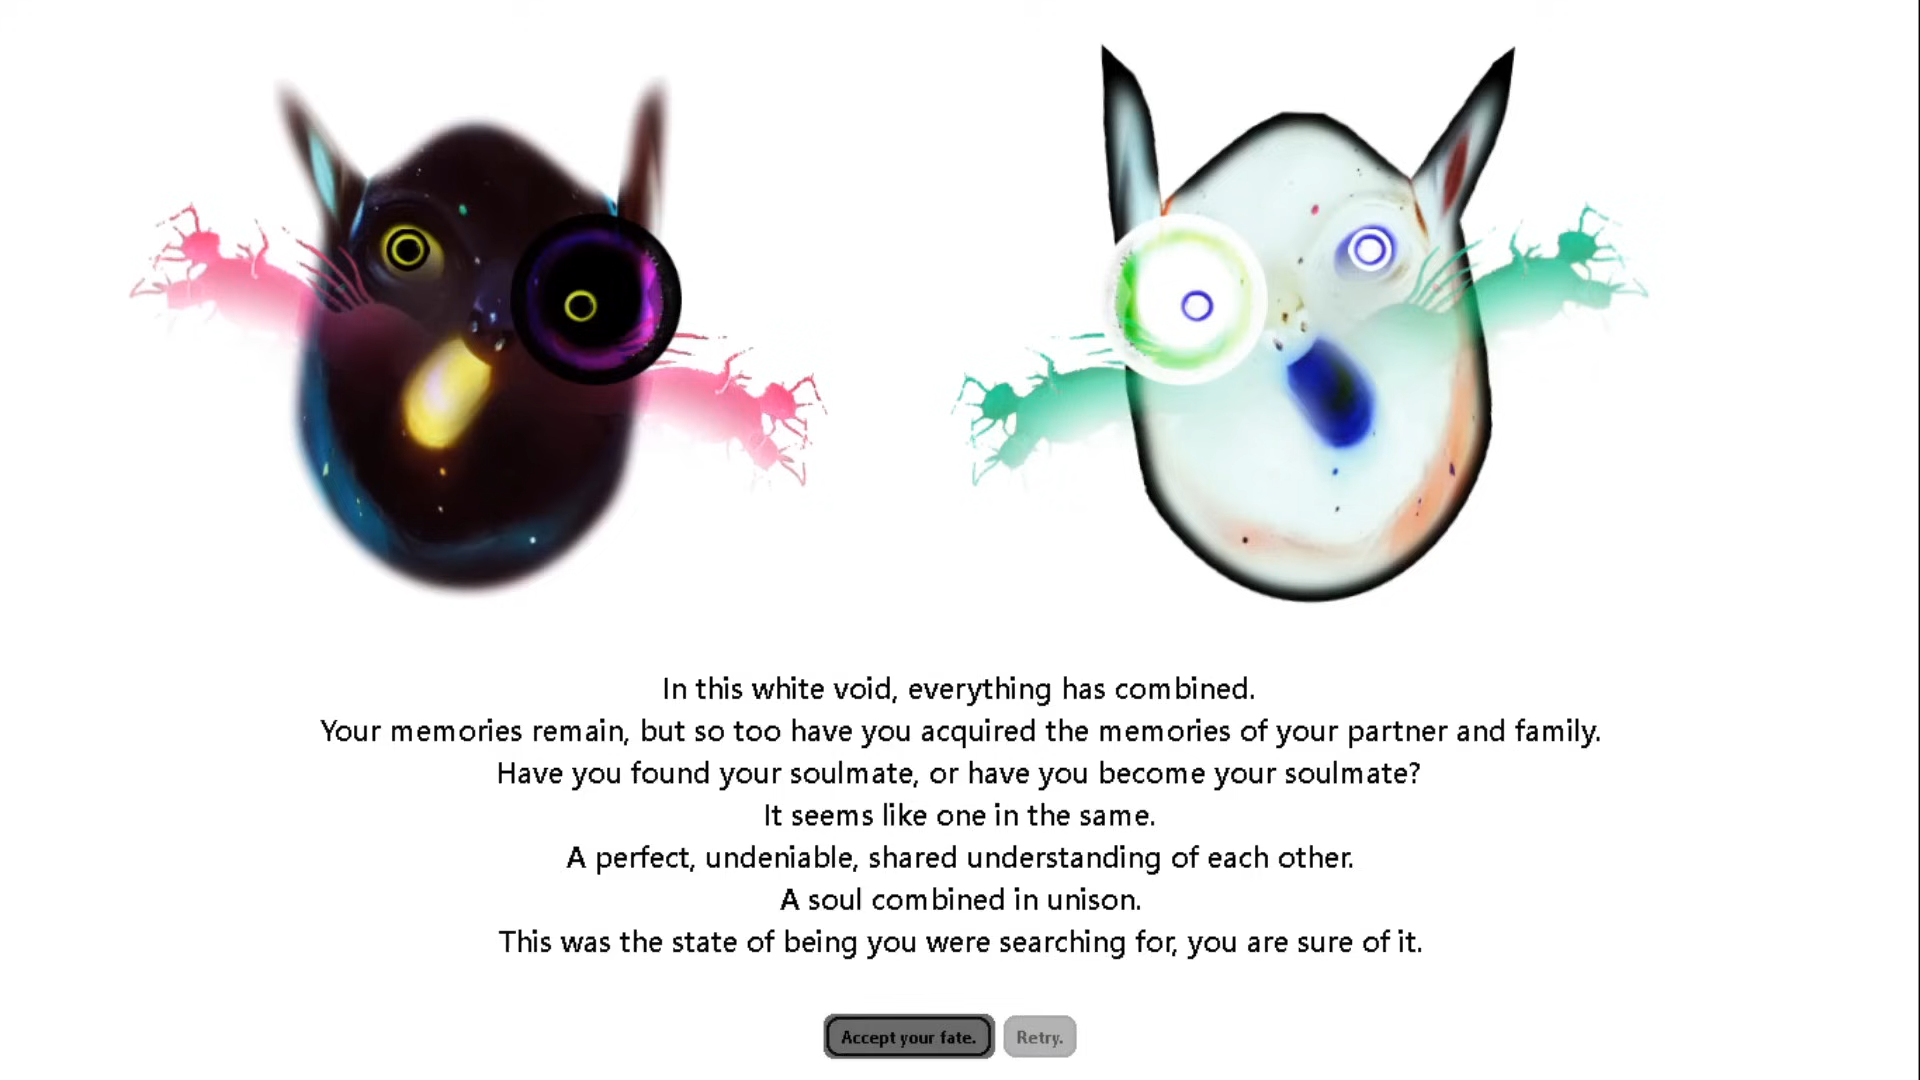 In this white void, everything has combined.
Your memories remain, but so too have you acquired the memories of your partner and family.
Have you found your soulmate, or have you become your soulmate?
It seems like one in the same.
A perfect, undeniable, shared understanding of each other.
A soul combined in unison.
This was the state of being you were searching for, you are sure of it.
Accept your fate. Retry.